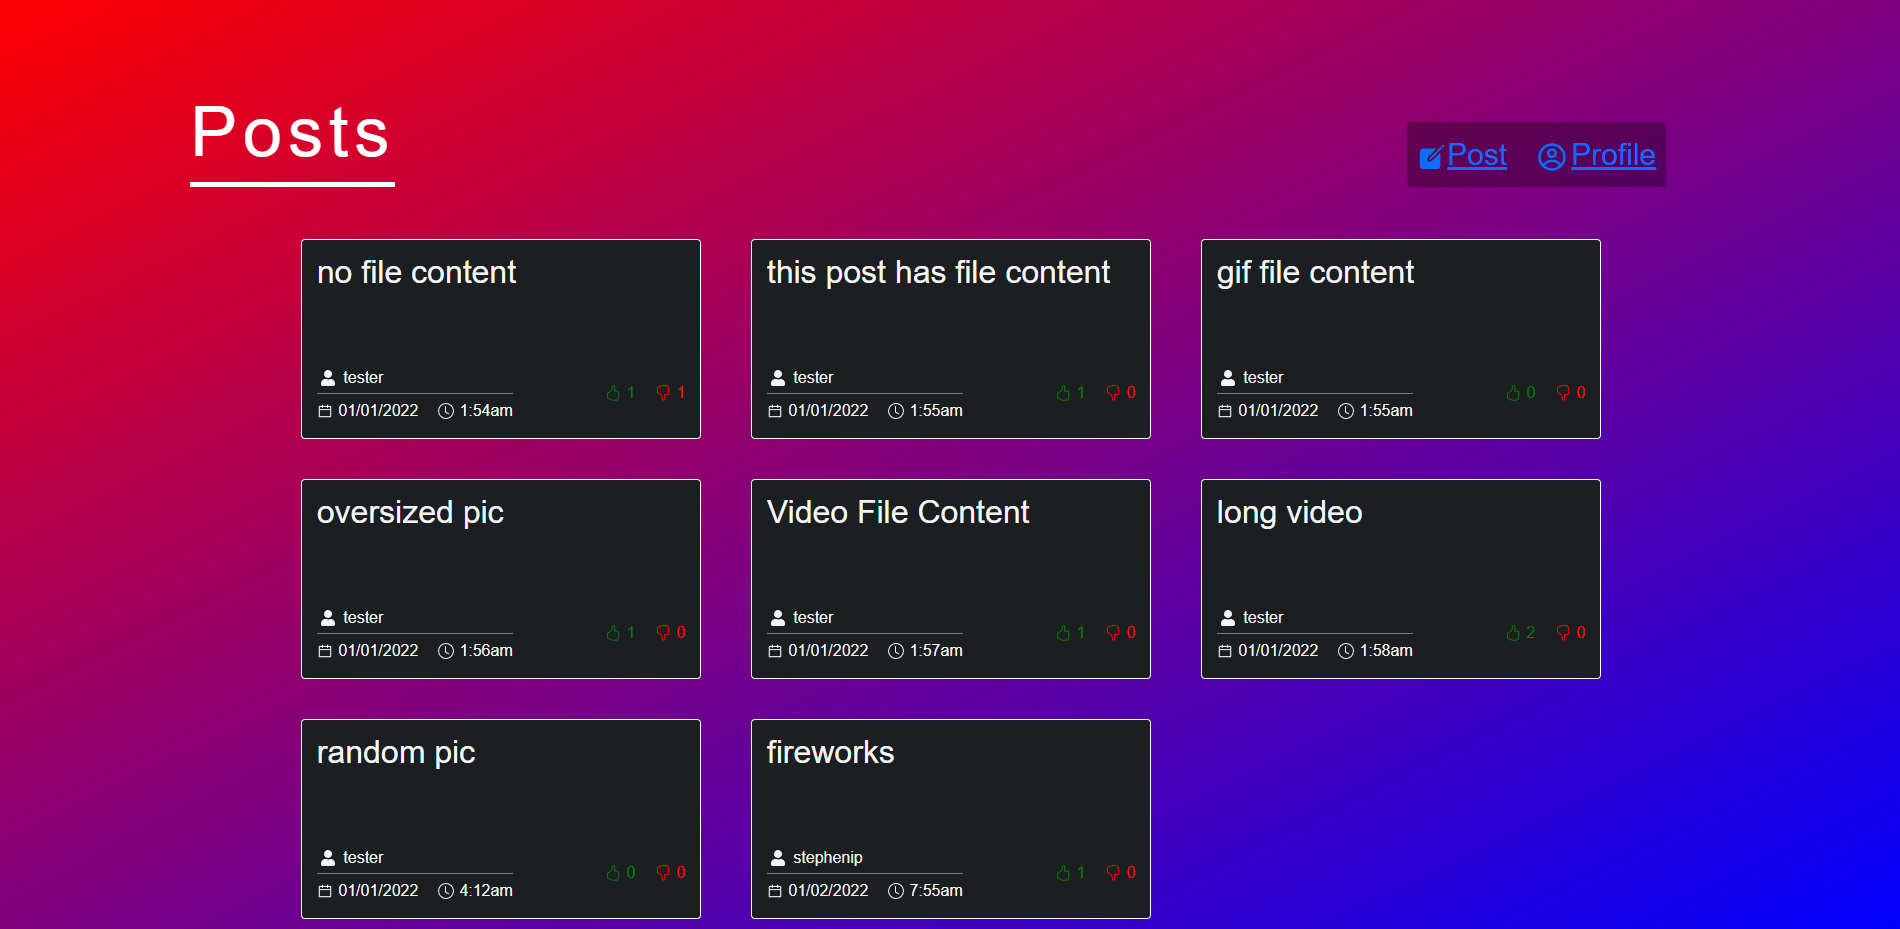 Posts
Post Profile
no file content
tester
1 1
01/01/2022 1:54am
this post has file content
tester
1 0
01/01/2022 1:55am
gif file content
tester
0 0
01/01/2022 1:55am
oversized pic
tester
1 0
01/01/2022 1:56am
Video File Content
tester
1 0
01/01/2022 1:57am
long video
tester
2 0
01/01/2022 1:58am
random pic
tester
0 0
01/01/2022 4:12am
fireworks
stephenip
1 0
01/02/2022 7:55am